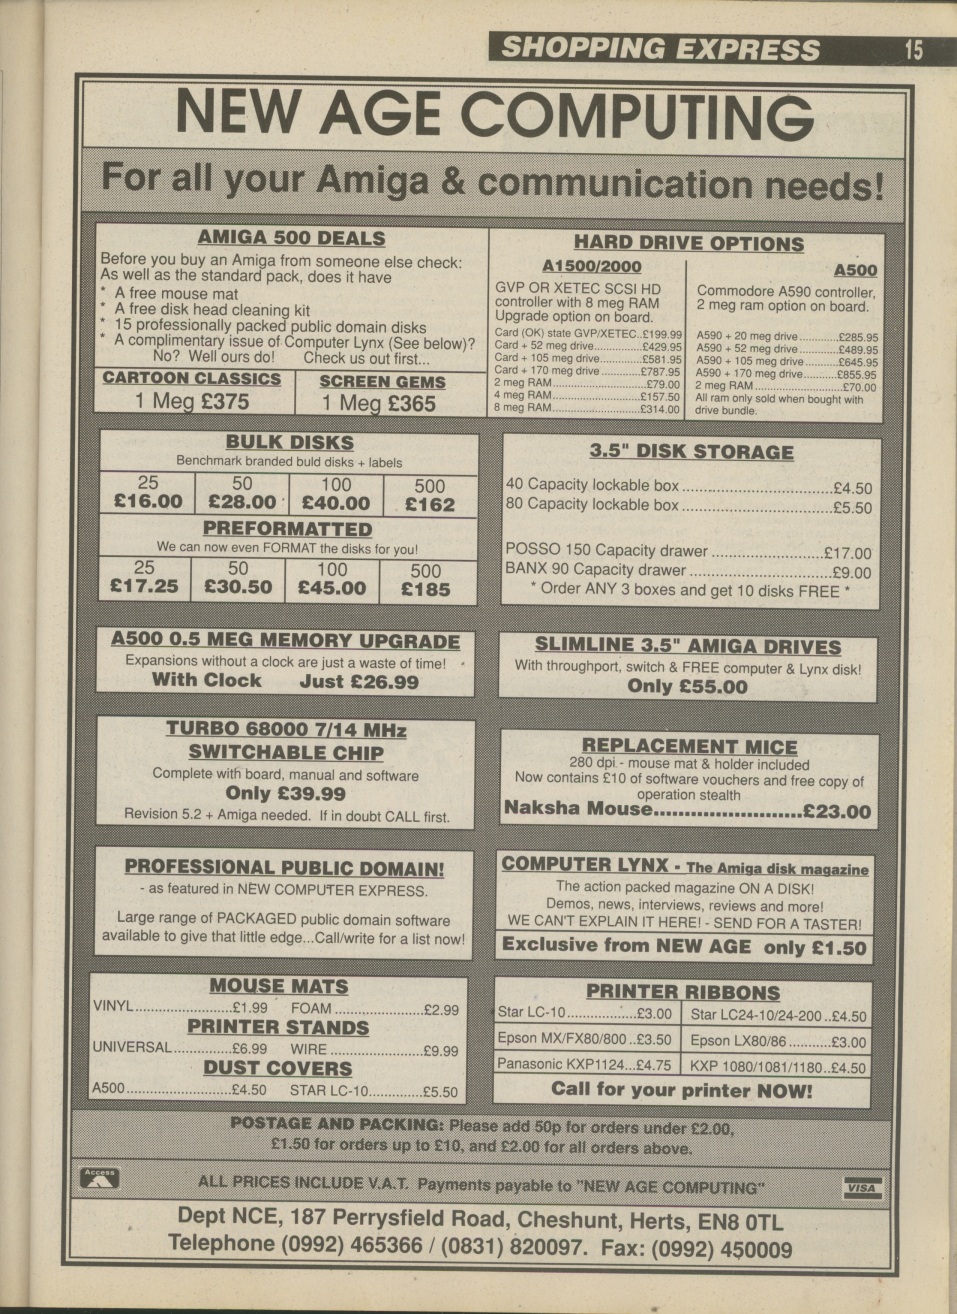 SHOPPING EXPRESS 15
NEW AGE COMPUTING
For all your Amiga & communication needs!
AMIGA 500 DEALS
Before you buy an Amiga from someone else check:
As well as the standard pack, does it have
* A free mouse mat
* A free disk head cleaning kit
* 15 professionally packed public domain disks
* A complimentary issue of Computer Lynx (See below)?
No? Well ours do! Check us out first...
CARTOON CLASSICS
1 Meg £375
SCREEN GEMS
1 Meg £365
HARD DRIVE OPTIONS
A1500/2000
GVP OR XETEC SCSI HD
controller with 8 meg RAM
Upgrade option on board.
Card (OK) state GVP/XETEC..£199.99
Card + 52 meg drive................£429.95
Card + 105 meg drive..............£581.95
Card + 170 meg drive.............£787.95
2 meg RAM..........................£79.00
4 meg RAM.........................£157.50
8 meg RAM.........................£314.00
A500
Commodore A590 controller,
2 meg ram option on board.
A590 + 20 meg drive............£285.95
A590 + 52 meg drive...........£489.95
A590 + 105 meg drive..........£645.95
A590 + 170 meg drive..........£855.95
2 meg RAM........................£70.00
All ram only sold when bought with
drive bundle.
BULK DISKS
Benchmark branded buld disks + labels
25 50 100 500
£16.00 £28.00 £40.00 £162
PREFORMATTED
We can now even FORMAT the disks for you!
25 50 100 500
£17.25 £30.50 £45.00 £185
3.5" DISK STORAGE
40 Capacity lockable box................................£4.50
80 Capacity lockable box................................£5.50
POSSO 150 Capacity drawer........................£17.00
BANX 90 Capacity drawer..............................£9.00
* Order ANY 3 boxes and get 10 disks FREE *
A500 0.5 MEG MEMORY UPGRADE
Expansions without a clock are just a waste of time!
With Clock Just £26.99
SLIMLINE 3.5" AMIGA DRIVES
With throughport, switch & FREE computer & Lynx disk!
Only £55.00
TURBO 68000 7/14 MHz
SWITCHABLE CHIP
Complete with board, manual and software
Only £39.99
Revision 5.2 + Amiga needed. If in doubt CALL first.
REPLACEMENT MICE
280 dpi - mouse mat & holder included
Now contains £10 of software vouchers and free copy of
operation stealth
Naksha Mouse........................£23.00
PROFESSIONAL PUBLIC DOMAIN!
- as featured in NEW COMPUTER EXPRESS.
Large range of PACKAGED public domain software
available to give that little edge...Call/write for a list now!
COMPUTER LYNX - The Amiga disk magazine
The action packed magazine ON A DISK!
Demos, news, interviews, reviews and more!
WE CAN'T EXPLAIN IT HERE! - SEND FOR A TASTER!
Exclusive from NEW AGE only £1.50
MOUSE MATS
VINYL........................£1.99 FOAM......................£2.99
PRINTER STANDS
UNIVERSAL..............£6.99 WIRE.......................£9.99
DUST COVERS
A500..........................£4.50 STAR LC-10.............£5.50
PRINTER RIBBONS
Star LC-10.................£3.00 Star LC24-10/24-200..£4.50
Epson MX/FX80/800...£3.50 Epson LX80/86..........£3.00
Panasonic KXP1124...£4.75 KXP 1080/1081/1180..£4.50
Call for your printer NOW!
POSTAGE AND PACKING: Please add 50p for orders under £2.00,
£1.50 for orders up to £10, and £2.00 for all orders above.
Access
ALL PRICES INCLUDE V.A.T. Payments payable to "NEW AGE COMPUTING"
VISA
Dept NCE, 187 Perrysfield Road, Cheshunt, Herts, EN8 0TL
Telephone (0992) 465366 / (0831) 820097. Fax: (0992) 450009